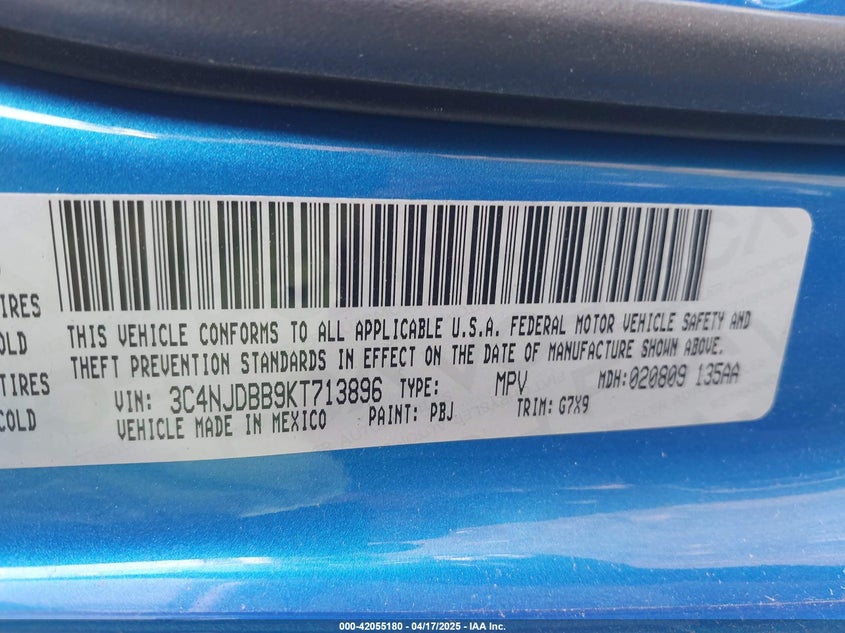 IRES
OLD
THIS VEHICLE CONFORMS TO ALL APPLICABLE U.S.A. FEDERAL MOTOR VEHICLE SAFETY AND
THEFT PREVENTION STANDARDS IN EFFECT ON THE DATE OF MANUFACTURE SHOWN ABOVE.
TIRES
VIN: 3C4NJDBB9KT713896 TYPE: MPV MDH:020809 135AA
COLD
VEHICLE MADE IN MEXICO PAINT: PBJ TRIM: G7X9
000-42055180 - 04/17/2025 - IAA Inc.